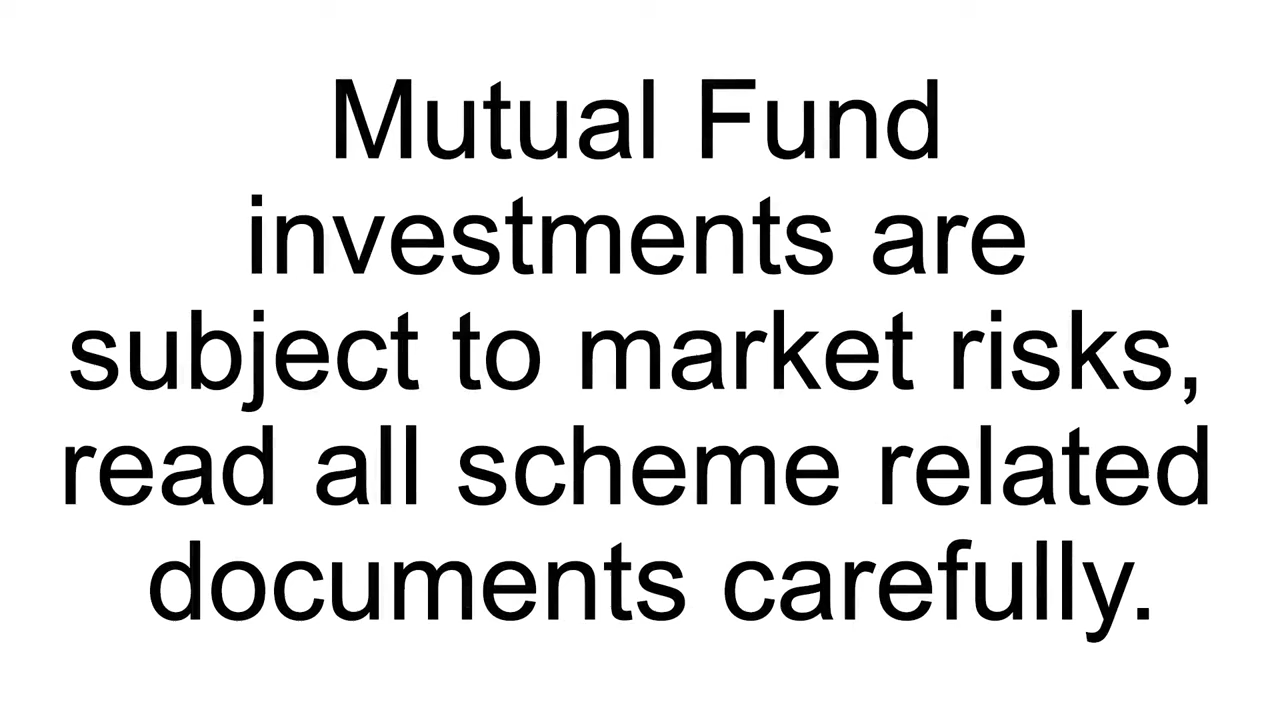 Mutual Fund
investments are
subject to market risks,
read all scheme related
documents carefully.